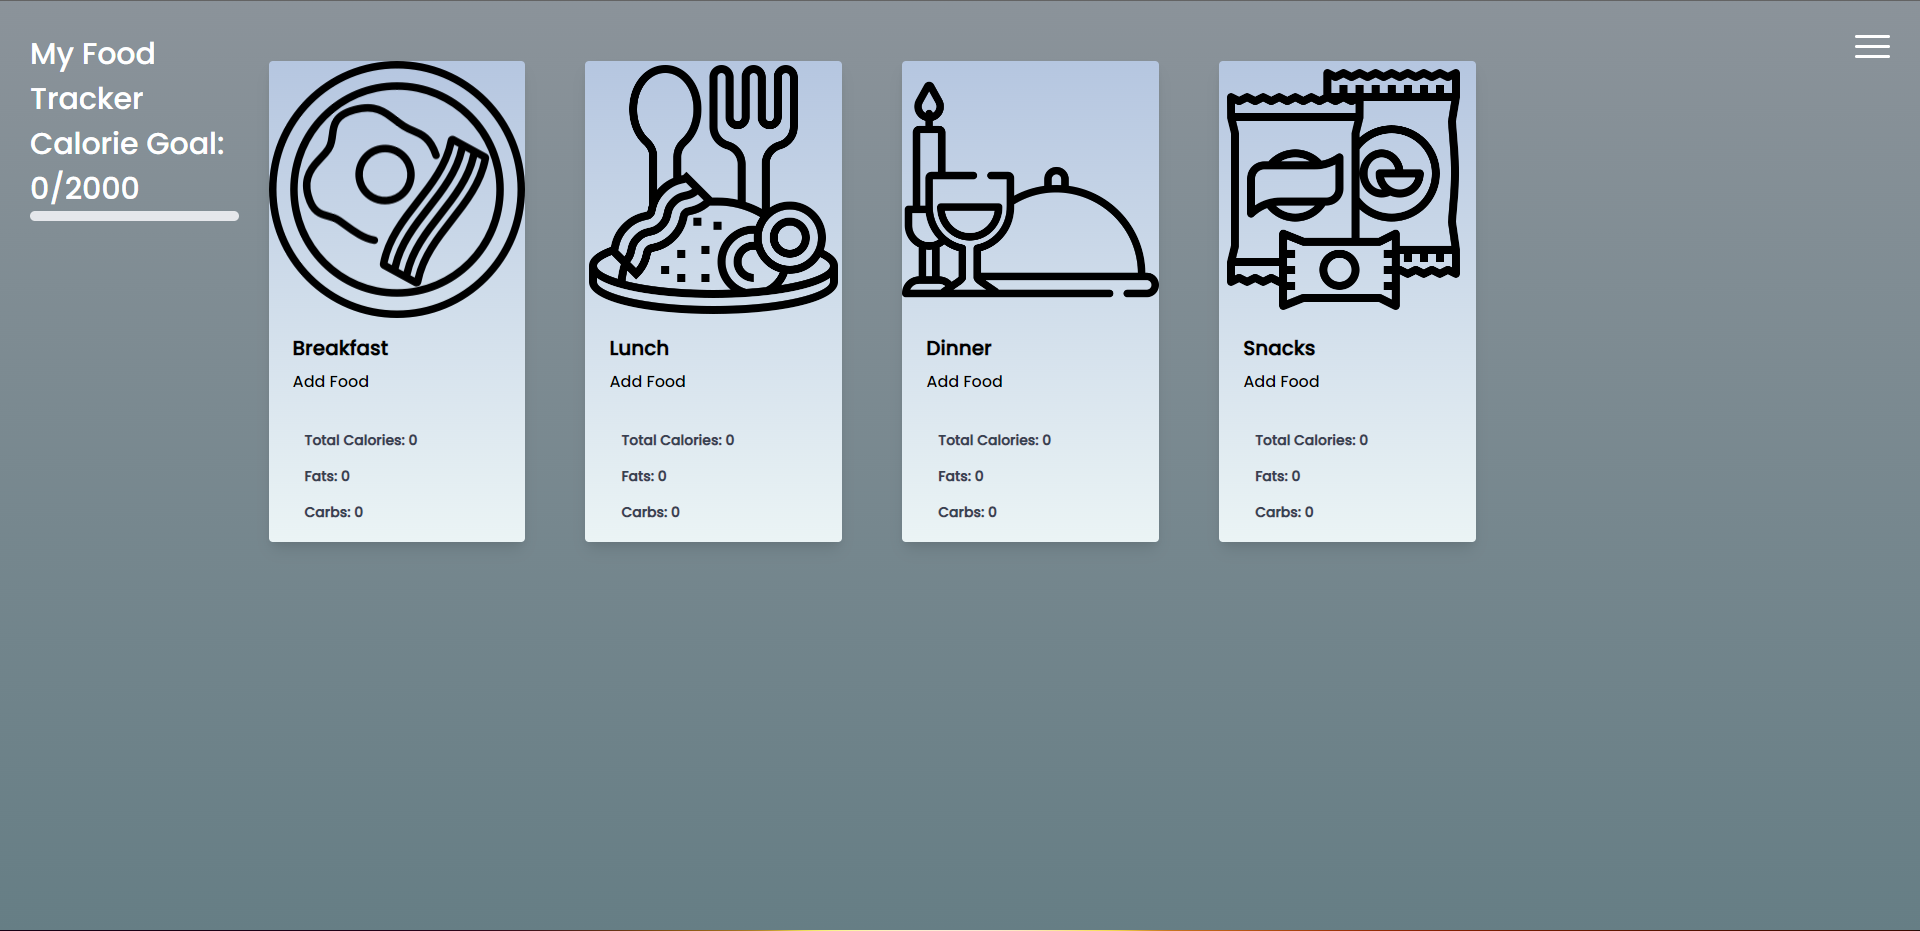 My Food
Tracker
Calorie Goal:
0/2000
Breakfast
Add Food
Total Calories: 0
Fats: 0
Carbs: 0
Lunch
Add Food
Total Calories: 0
Fats: 0
Carbs: 0
Dinner
Add Food
Total Calories: 0
Fats: 0
Carbs: 0
Snacks
Add Food
Total Calories: 0
Fats: 0
Carbs: 0